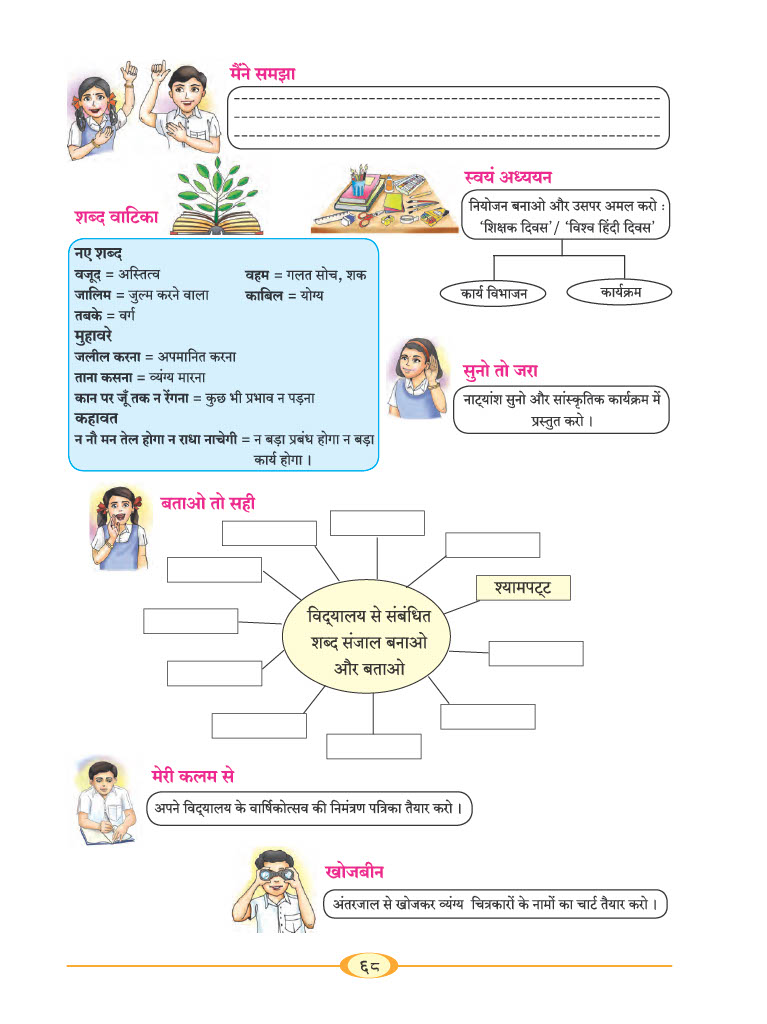 मैंने समझा
शब्द वाटिका
नए शब्द
वजूद = अस्तित्व
वहम = गलत सोच, शक
जालिम = जुल्म करने वाला
काबिल = योग्य
तबके = वर्ग
मुहावरे
जलील करना = अपमानित करना
ताना कसना = व्यंग्य मारना
कान पर जूँ तक न रेंगना = कुछ भी प्रभाव न पड़ना
कहावत
न नौ मन तेल होगा न राधा नाचेगी = न बड़ा प्रबंध होगा न बड़ा
कार्य होगा ।
स्वयं अध्ययन
नियोजन बनाओ और उसपर अमल करो :
‘शिक्षक दिवस’/ ‘विश्व हिंदी दिवस’
कार्य विभाजन
कार्यक्रम
सुनो तो जरा
नाट्यांश सुनो और सांस्कृतिक कार्यक्रम में
प्रस्तुत करो ।
बताओ तो सही
श्यामपट्ट
विद्यालय से संबंधित
शब्द संजाल बनाओ
और बताओ
मेरी कलम से
अपने विद्यालय के वार्षिकोत्सव की निमंत्रण पत्रिका तैयार करो ।
खोजबीन
अंतरजाल से खोजकर व्यंग्य चित्रकारों के नामों का चार्ट तैयार करो ।
६८